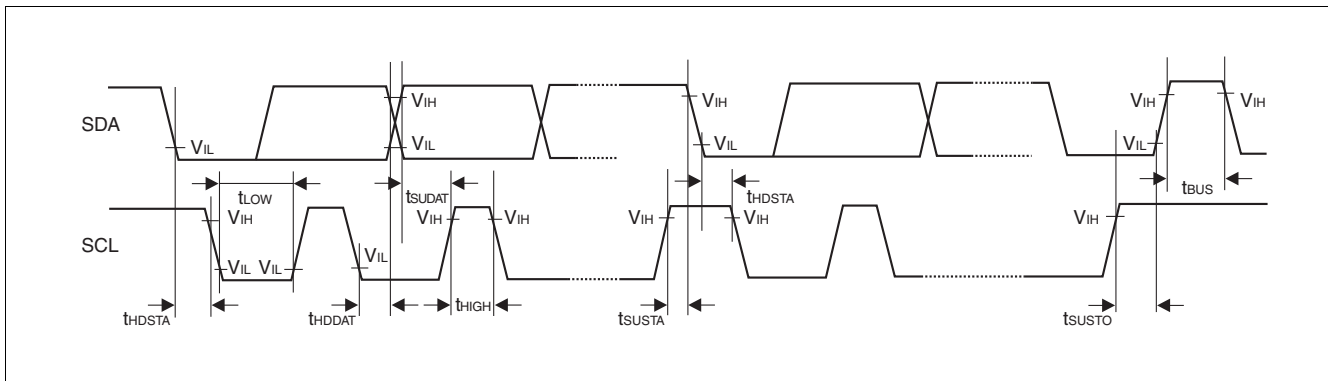 VIH VIH VIH VIH
SDA VIL VIL VIL VIL
tLOW tSUDAT tHDSTA tBUS
VIH VIH VIH VIH VIH VIH
SCL VIL VIL VIL
tHDSTA tHDDAT tHIGH tSUSTA tSUSTO